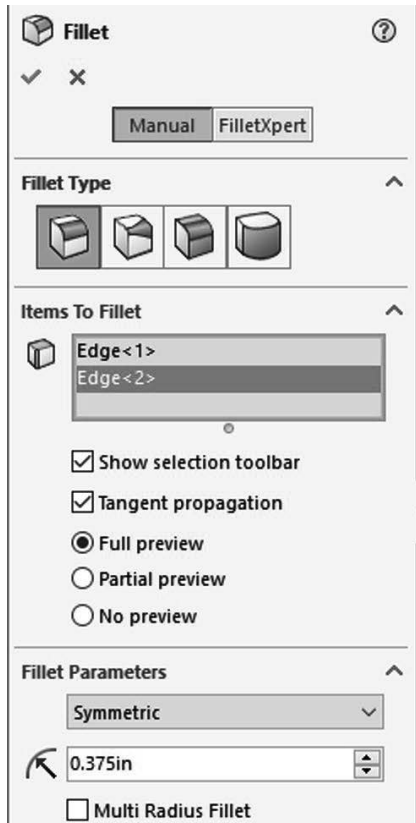 Fillet
Manual FilletXpert
Fillet Type
Items To Fillet
Edge<1>
Edge<2>
Show selection toolbar
Tangent propagation
Full preview
Partial preview
No preview
Fillet Parameters
Symmetric
0.375in
Multi Radius Fillet